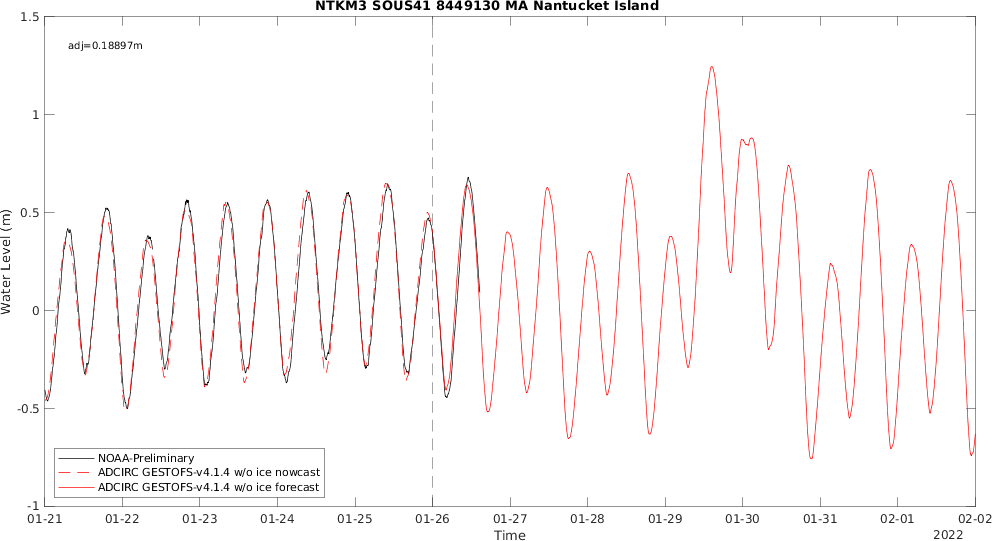 NTKM3 SOUS41 8449130 MA Nantucket Island
1.5
adj=0.18897m
1
0.5
Water Level (m)
0
-0.5
NOAA-Preliminary
ADCIRC GESTOFS-v4.1.4 w/o ice nowcast
ADCIRC GESTOFS-v4.1.4 w/o ice forecast
-1
01-21 01-22 01-23 01-24 01-25 01-26 01-27 01-28 01-29 01-30 01-31 02-01 02-02
Time
2022